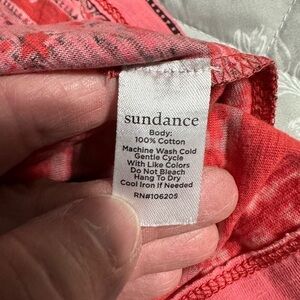 sundance
Body:
100% Cotton
Machine Wash Cold
Gentle Cycle
With Like Colors
Do Not Bleach
Hang To Dry
Cool Iron If Needed
RN#106205